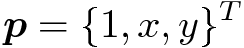 p = {1, x, y}^T